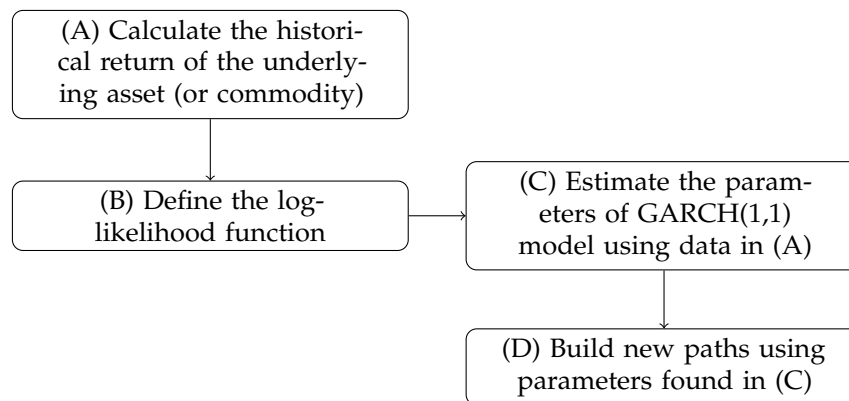 (A) Calculate the histori-
cal return of the underly-
ing asset (or commodity)
(B) Define the log-
likelihood function
(C) Estimate the param-
eters of GARCH(1,1)
model using data in (A)
(D) Build new paths using
parameters found in (C)